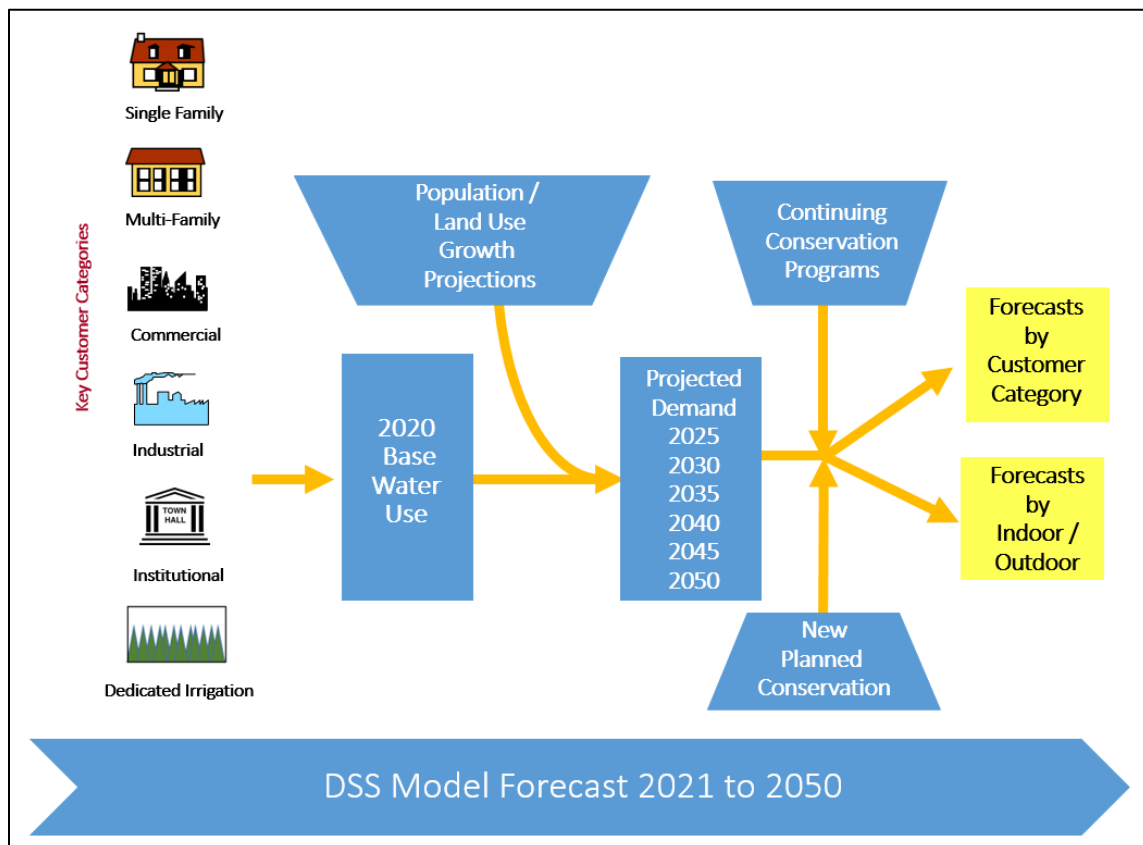 Key Customer Categories
Single Family
Multi-Family
Commercial
Industrial
TOWN
HALL
Institutional
Dedicated Irrigation
2020
Base
Water
Use
Population /
Land Use
Growth
Projections
Projected
Demand
2025
2030
2035
2040
2045
2050
Continuing
Conservation
Programs
New
Planned
Conservation
Forecasts
by
Customer
Category
Forecasts
by
Indoor /
Outdoor
DSS Model Forecast 2021 to 2050